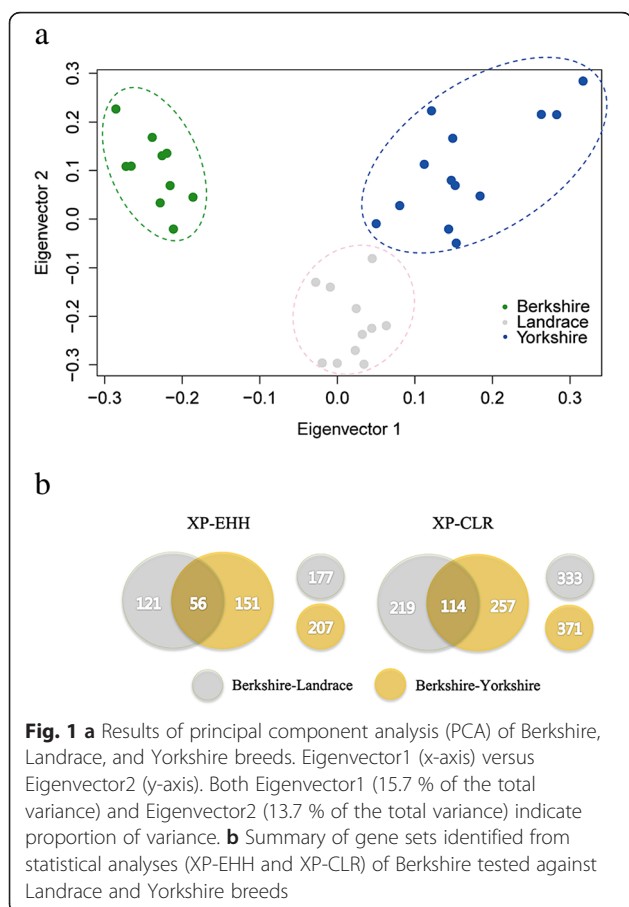 a
Eigenvector 2
0.3
0.2
0.1
0.0
−0.1
−0.2
−0.3
Berkshire
Landrace
Yorkshire
−0.3
−0.2
−0.1
0.0
0.1
0.2
0.3
Eigenvector 1
b
XP-EHH
XP-CLR
121
56
151
177
207
219
114
257
333
371
Berkshire-Landrace
Berkshire-Yorkshire
Fig. 1 a Results of principal component analysis (PCA) of Berkshire,
Landrace, and Yorkshire breeds. Eigenvector1 (x-axis) versus
Eigenvector2 (y-axis). Both Eigenvector1 (15.7 % of the total
variance) and Eigenvector2 (13.7 % of the total variance) indicate
proportion of variance. b Summary of gene sets identified from
statistical analyses (XP-EHH and XP-CLR) of Berkshire tested against
Landrace and Yorkshire breeds